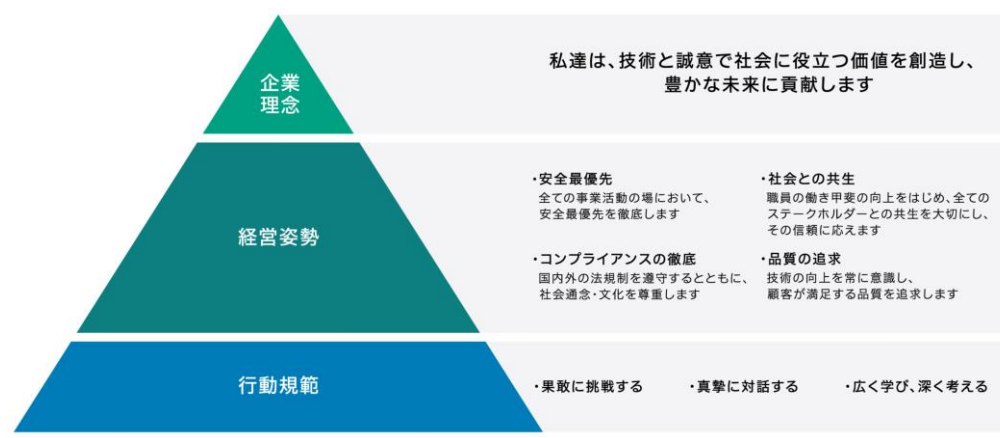 企業
理念
私達は、技術と誠意で社会に役立つ価値を創造し、
豊かな未来に貢献します
経営姿勢
・安全最優先
全ての事業活動の場において、
安全最優先を徹底します
・社会との共生
職員の働き甲斐の向上をはじめ、全ての
ステークホルダーとの共生を大切にし、
その信頼に応えます
・コンプライアンスの徹底
国内外の法規制を遵守するとともに、
社会通念・文化を尊重します
・品質の追求
技術の向上を常に意識し、
顧客が満足する品質を追求します
行動規範
・果敢に挑戦する
・真摯に対話する
・広く学び、深く考える